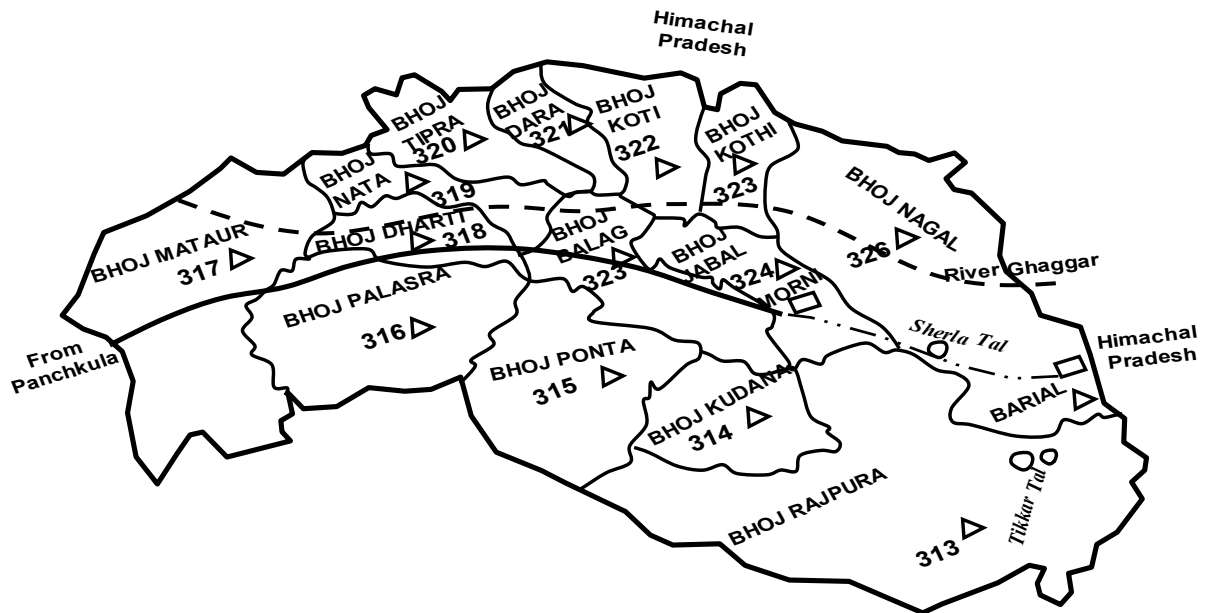 Himachal
Pradesh
BHOJ
TIPRA
320
BHOJ
DARA
321
BHOJ
KOTI
322
BHOJ
KOTHI
323
BHOJ
NATA
319
BHOJ NAGAL
326
BHOJ MATAUR
317
BHOJ DHARTI
318
BHOJ
BALAG
323
BHOJ
JABAL
324
MORNI
River Ghaggar
BHOJ PALASRA
316
From
Panchkula
Sherla Tal
Himachal
Pradesh
BHOJ PONTA
315
BHOJ KUDANA
314
BARIAL
BHOJ RAJPURA
313
Tikkar Tal